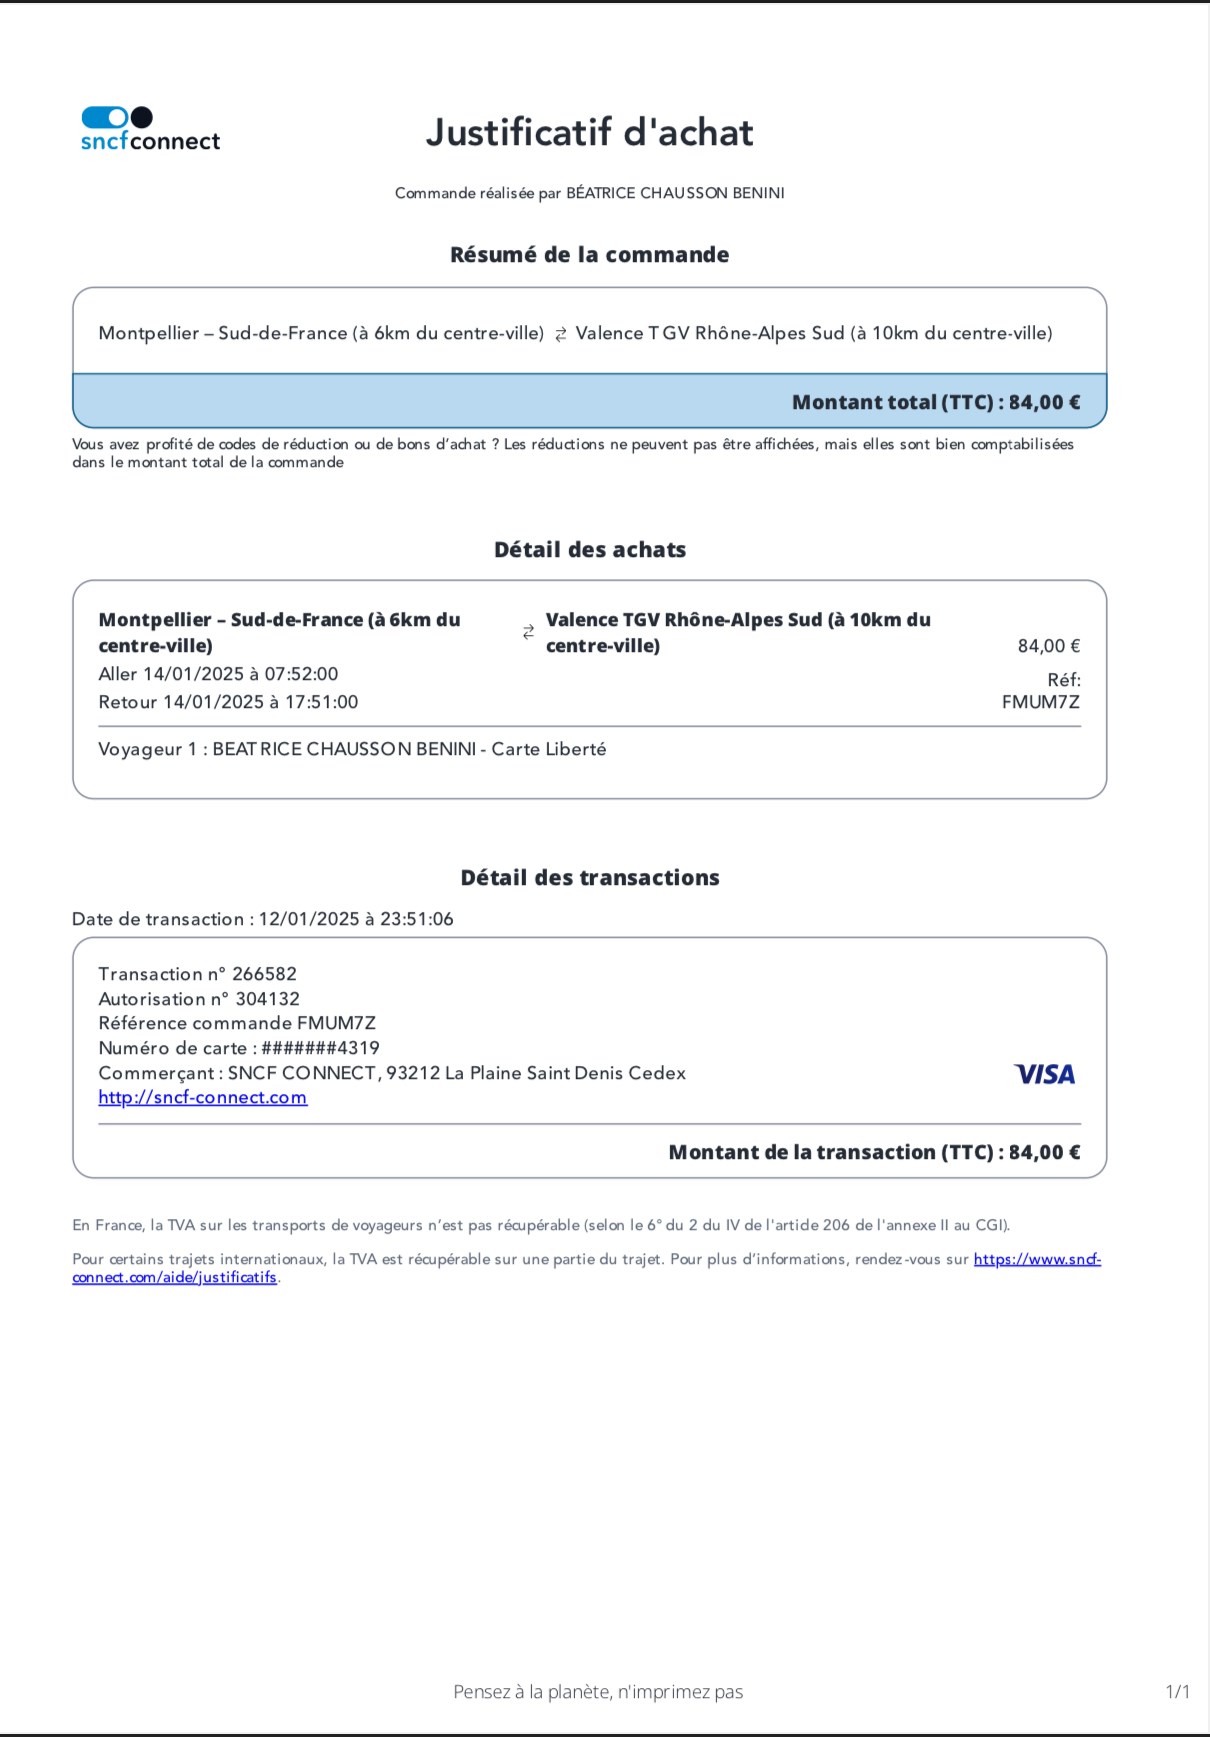 sncfconnect
Justificatif d'achat
Commande réalisée par BÉATRICE CHAUSSON BENINI
Résumé de la commande
Montpellier – Sud-de-France (à 6km du centre-ville) ⇄ Valence TGV Rhône-Alpes Sud (à 10km du centre-ville)
Montant total (TTC) : 84,00 €
Vous avez profité de codes de réduction ou de bons d'achat ? Les réductions ne peuvent pas être affichées, mais elles sont bien comptabilisées
dans le montant total de la commande
Détail des achats
Montpellier – Sud-de-France (à 6km du
centre-ville)
⇄
Valence TGV Rhône-Alpes Sud (à 10km du
centre-ville)
84,00 €
Aller 14/01/2025 à 07:52:00
Retour 14/01/2025 à 17:51:00
Réf:
FMUM7Z
Voyageur 1 : BEATRICE CHAUSSON BENINI - Carte Liberté
Détail des transactions
Date de transaction : 12/01/2025 à 23:51:06
Transaction n° 266582
Autorisation n° 304132
Référence commande FMUM7Z
Numéro de carte : #######4319
Commerçant : SNCF CONNECT, 93212 La Plaine Saint Denis Cedex
http://sncf-connect.com
VISA
Montant de la transaction (TTC) : 84,00 €
En France, la TVA sur les transports de voyageurs n'est pas récupérable (selon le 6° du 2 du IV de l'article 206 de l'annexe II au CGI).
Pour certains trajets internationaux, la TVA est récupérable sur une partie du trajet. Pour plus d'informations, rendez-vous sur https://www.sncf-
connect.com/aide/justificatifs.
Pensez à la planète, n'imprimez pas
1/1